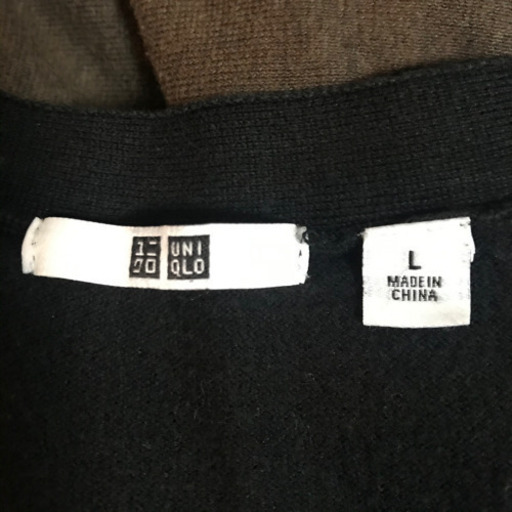 ユニ
クロ
UNI
QLO
L
MADE IN
CHINA